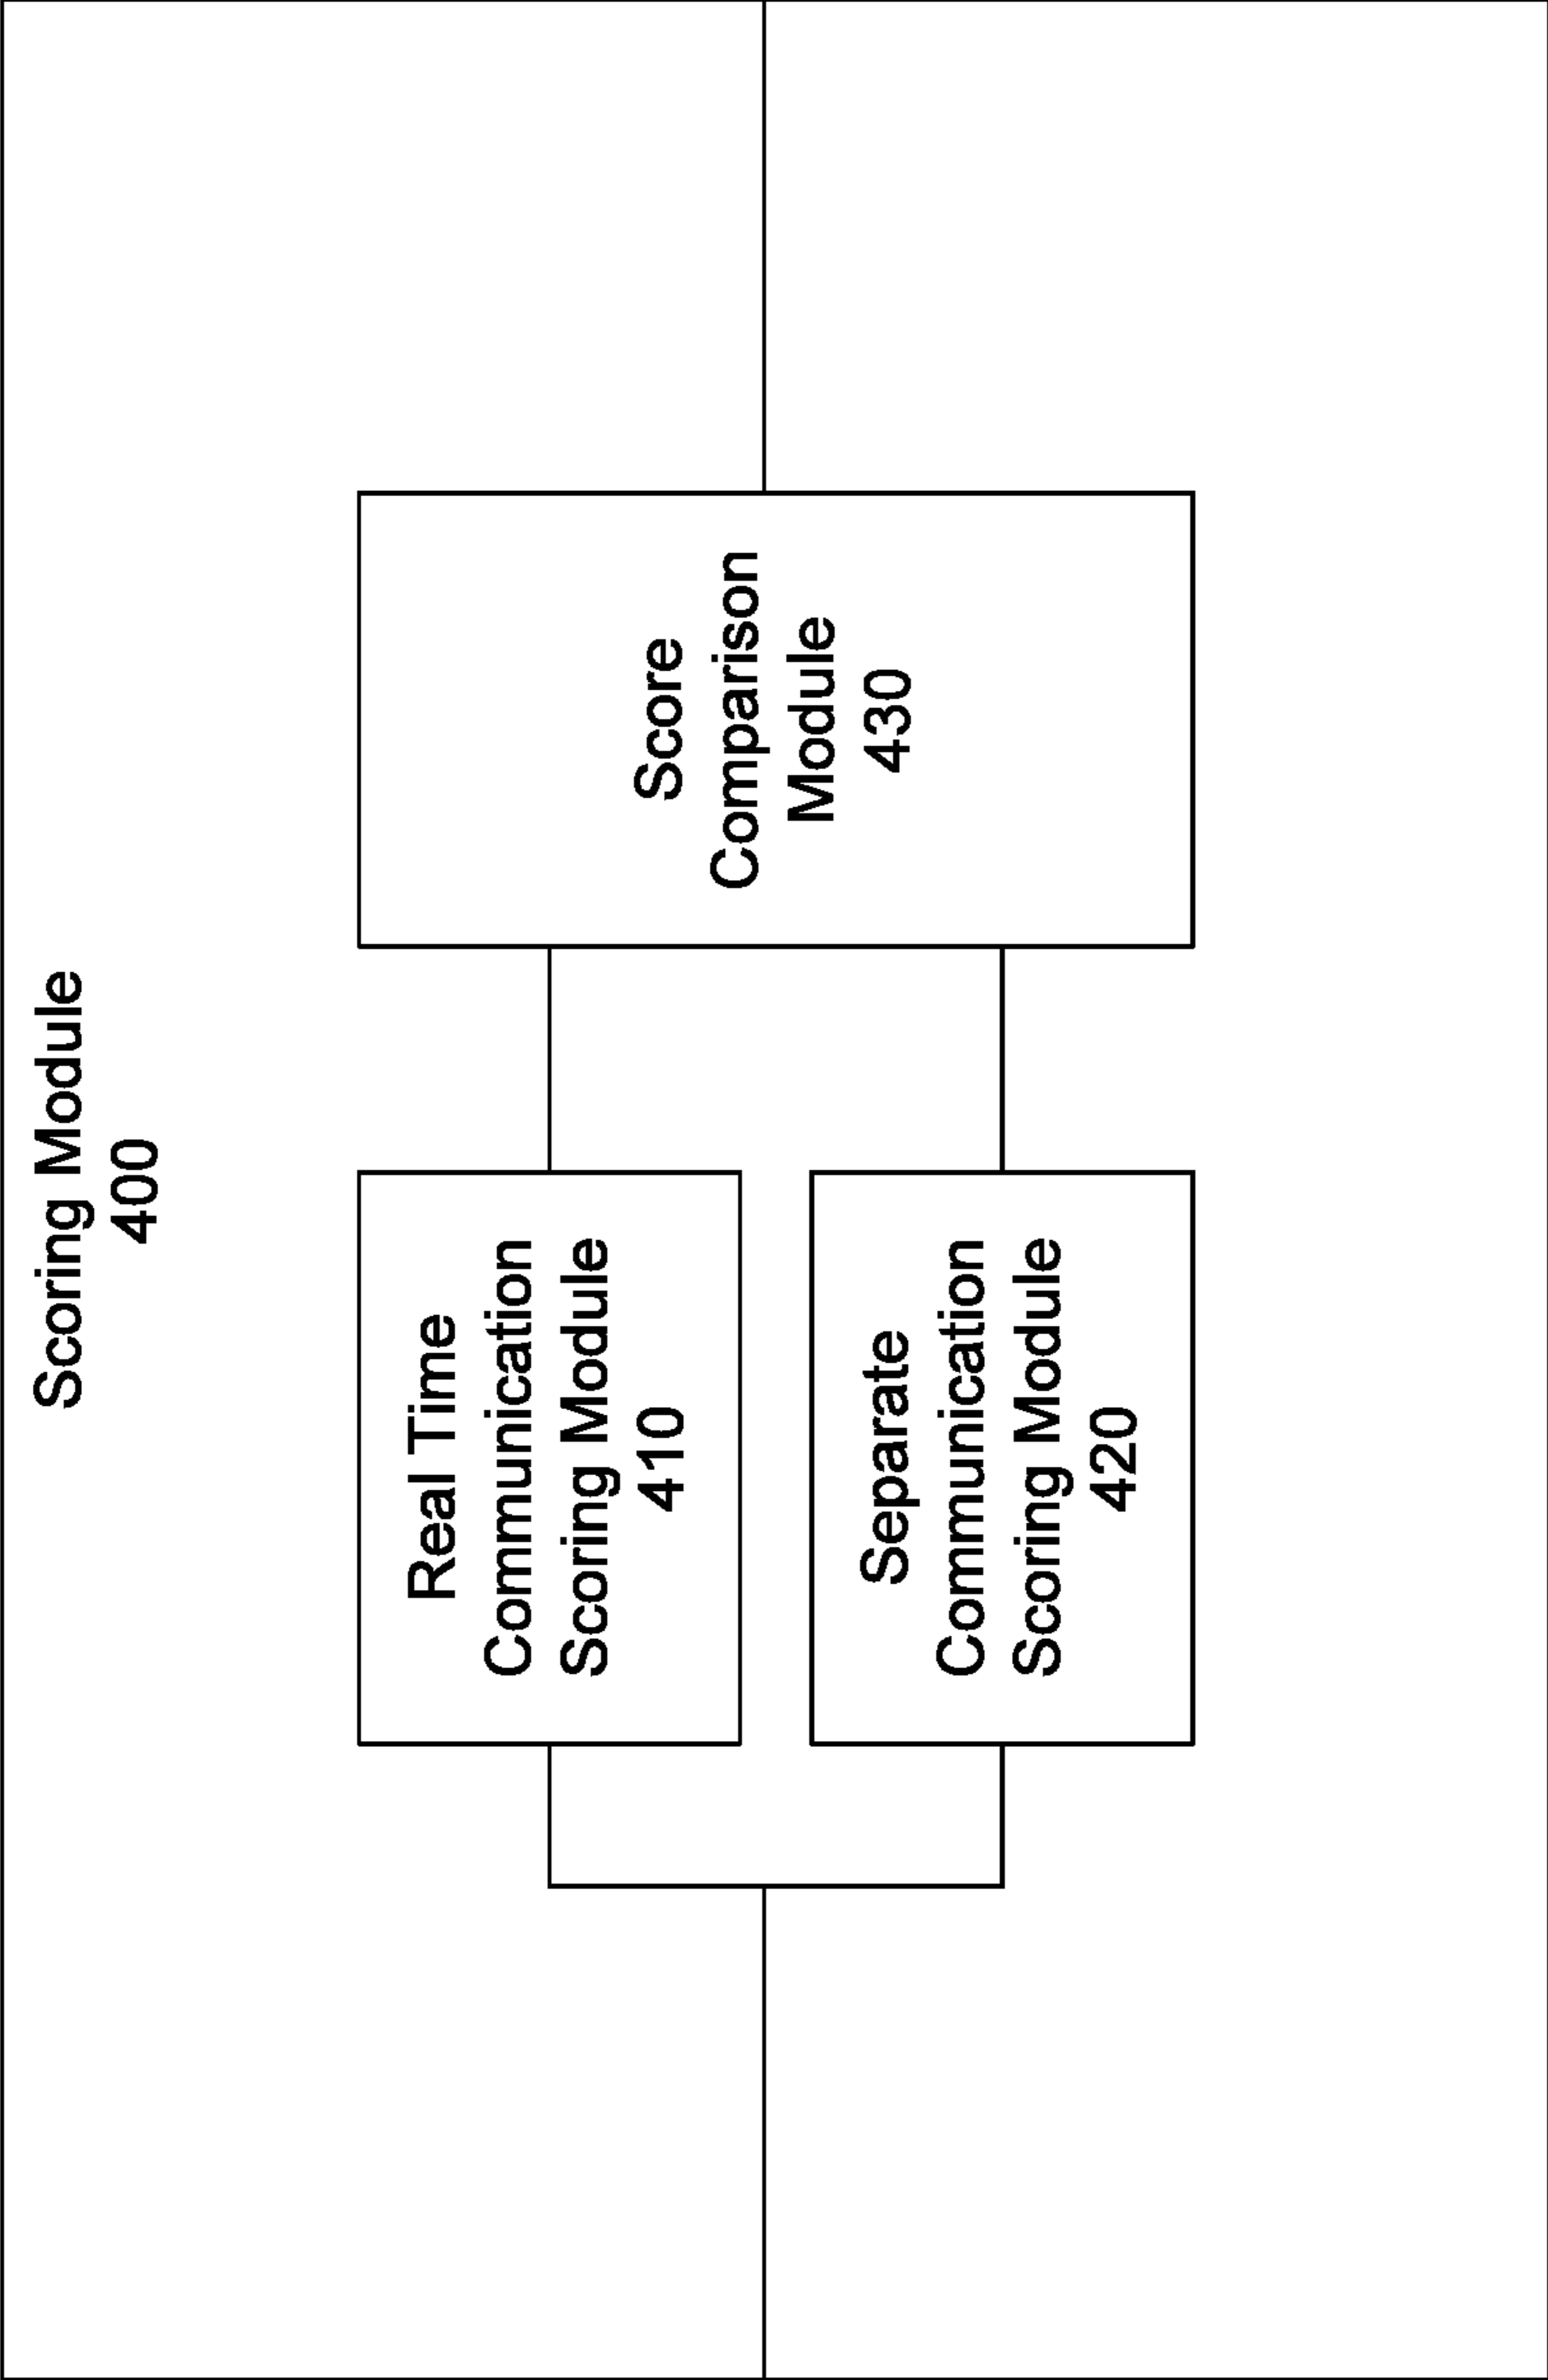 Scoring Module
400
Real Time
Communication
Scoring Module
410
Separate
Communication
Scoring Module
420
Score
Comparison
Module
430